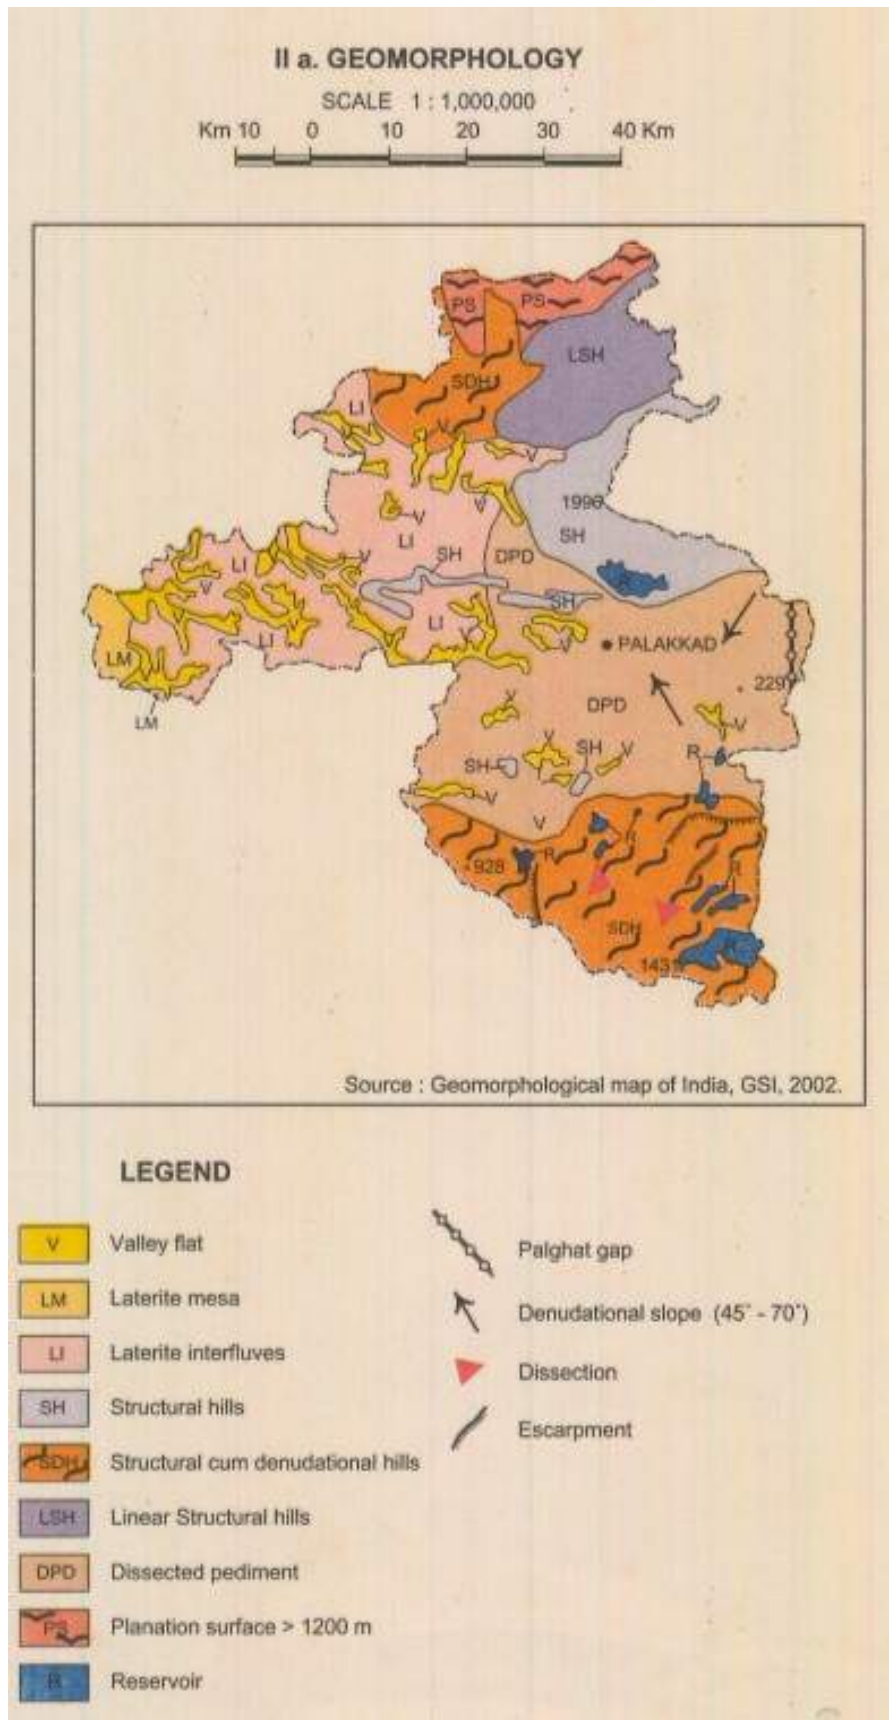 II a. GEOMORPHOLOGY
SCALE 1 : 1,000,000
Km 10 0 10 20 30 40 Km
PS PS
LSH
SDH
LI
V
V
1996
V
V
SH
LI
SH
DPD
V
LI
R
V
SH
LI
V
LI
V
V
PALAKKAD
LM
229
LM
V
DPD
V
V
SH
V
R
SH
V
V
R
R
928
R
SDH
R
1431
Source : Geomorphological map of India, GSI, 2002.
LEGEND
V Valley flat
LM Laterite mesa
LI Laterite interfluves
SH Structural hills
SDH Structural cum denudational hills
LSH Linear Structural hills
DPD Dissected pediment
PS Planation surface > 1200 m
R Reservoir
Palghat gap
Denudational slope (45° - 70°)
Dissection
Escarpment